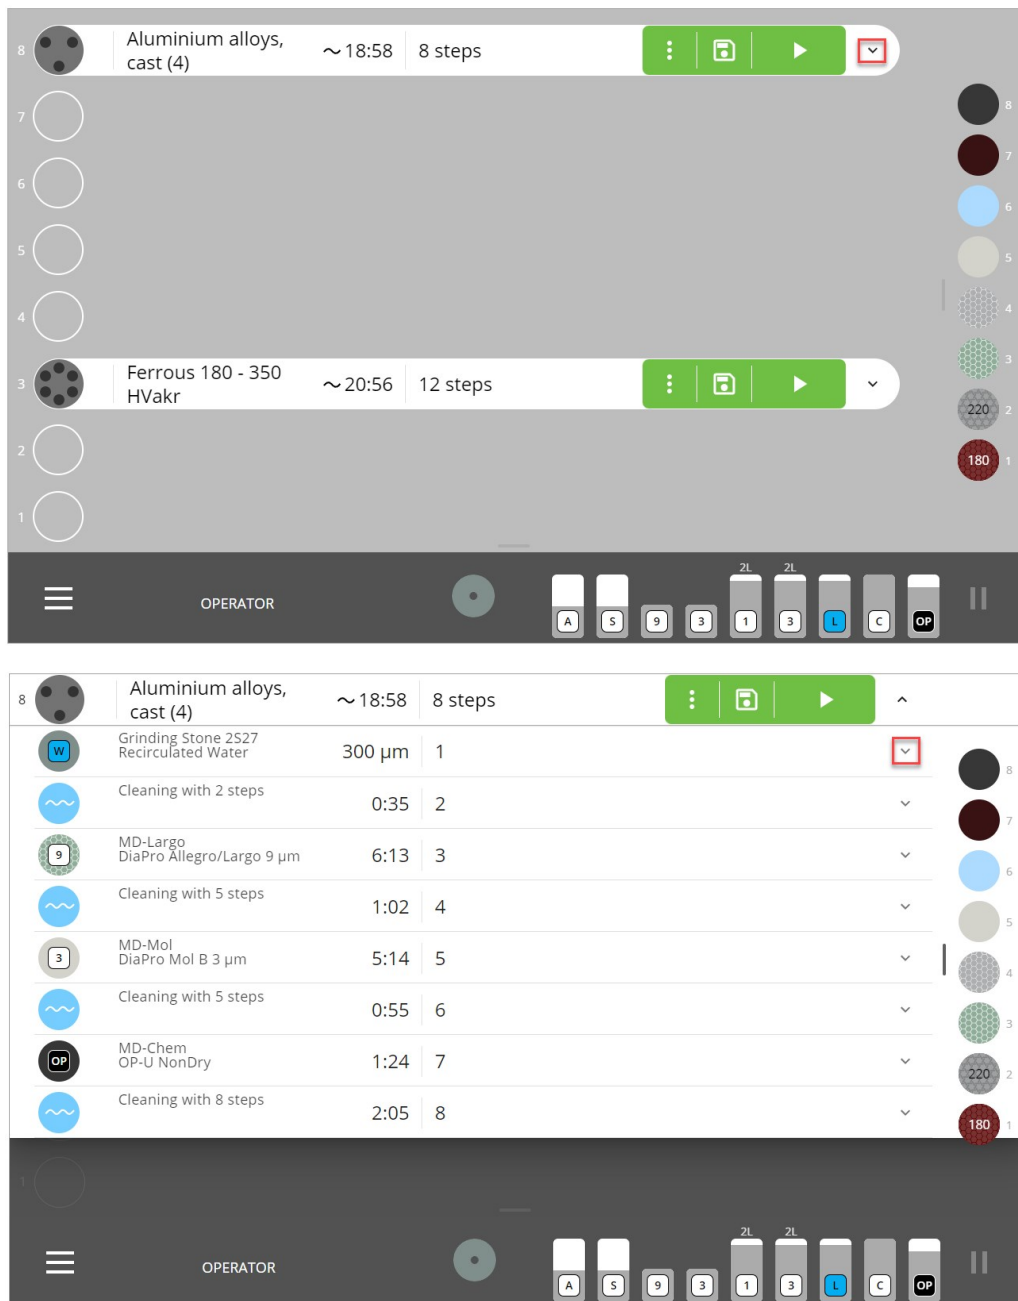 8 Aluminium alloys, cast (4) ~18:58 8 steps
7
6
5
4
3 Ferrous 180 - 350 HVakr ~20:56 12 steps
2
1
8
7
6
5
4
3
220 2
180 1
2L 2L
OPERATOR A S 9 3 1 3 L C OP
8 Aluminium alloys, cast (4) ~18:58 8 steps
W Grinding Stone 2S27
Recirculated Water 300 µm 1
Cleaning with 2 steps 0:35 2
9 MD-Largo
DiaPro Allegro/Largo 9 µm 6:13 3
Cleaning with 5 steps 1:02 4
3 MD-Mol
DiaPro Mol B 3 µm 5:14 5
Cleaning with 5 steps 0:55 6
OP MD-Chem
OP-U NonDry 1:24 7
Cleaning with 8 steps 2:05 8
8
7
6
5
4
3
220 2
180 1
1
2L 2L
OPERATOR A S 9 3 1 3 L C OP